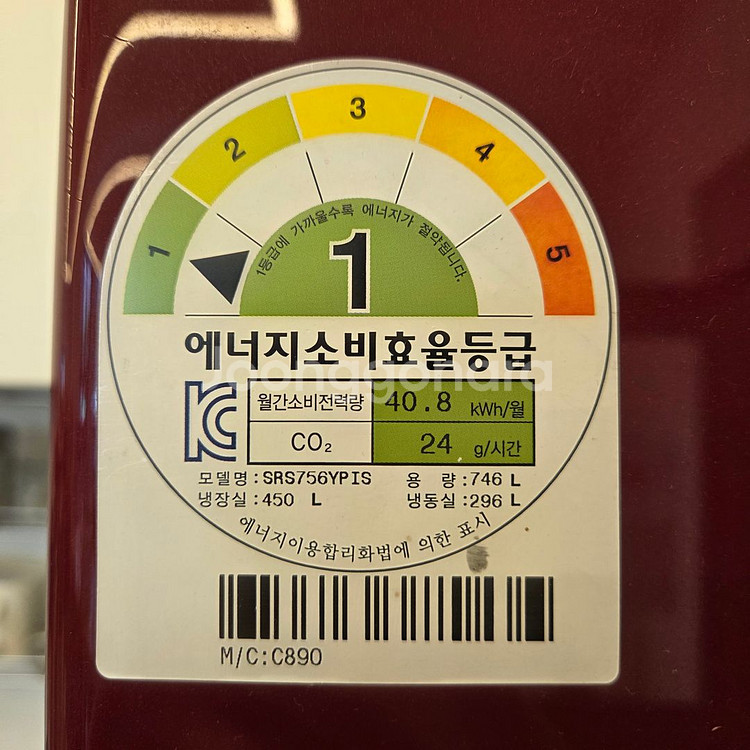 1
2
3
4
5
1등급에 가까울수록 에너지가 절약됩니다.
1
에너지소비효율등급
joonggonara
월간소비전력량 40.8 kWh/월
CO₂ 24 g/시간
모델명:SRS756YPIS 용 량:746 L
냉장실:450 L 냉동실:296 L
에너지이용합리화법에 의한 표시
M/C:C890